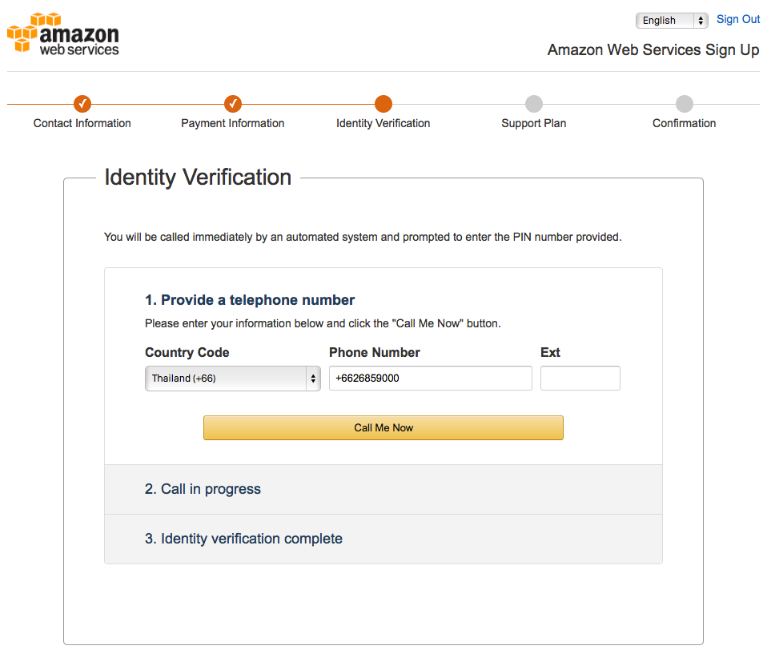 amazon
web services
English
Sign Out
Amazon Web Services Sign Up
Contact Information
Payment Information
Identity Verification
Support Plan
Confirmation
Identity Verification
You will be called immediately by an automated system and prompted to enter the PIN number provided.
1. Provide a telephone number
Please enter your information below and click the "Call Me Now" button.
Country Code
Phone Number
Ext
Thailand (+66)
+6626859000
Call Me Now
2. Call in progress
3. Identity verification complete